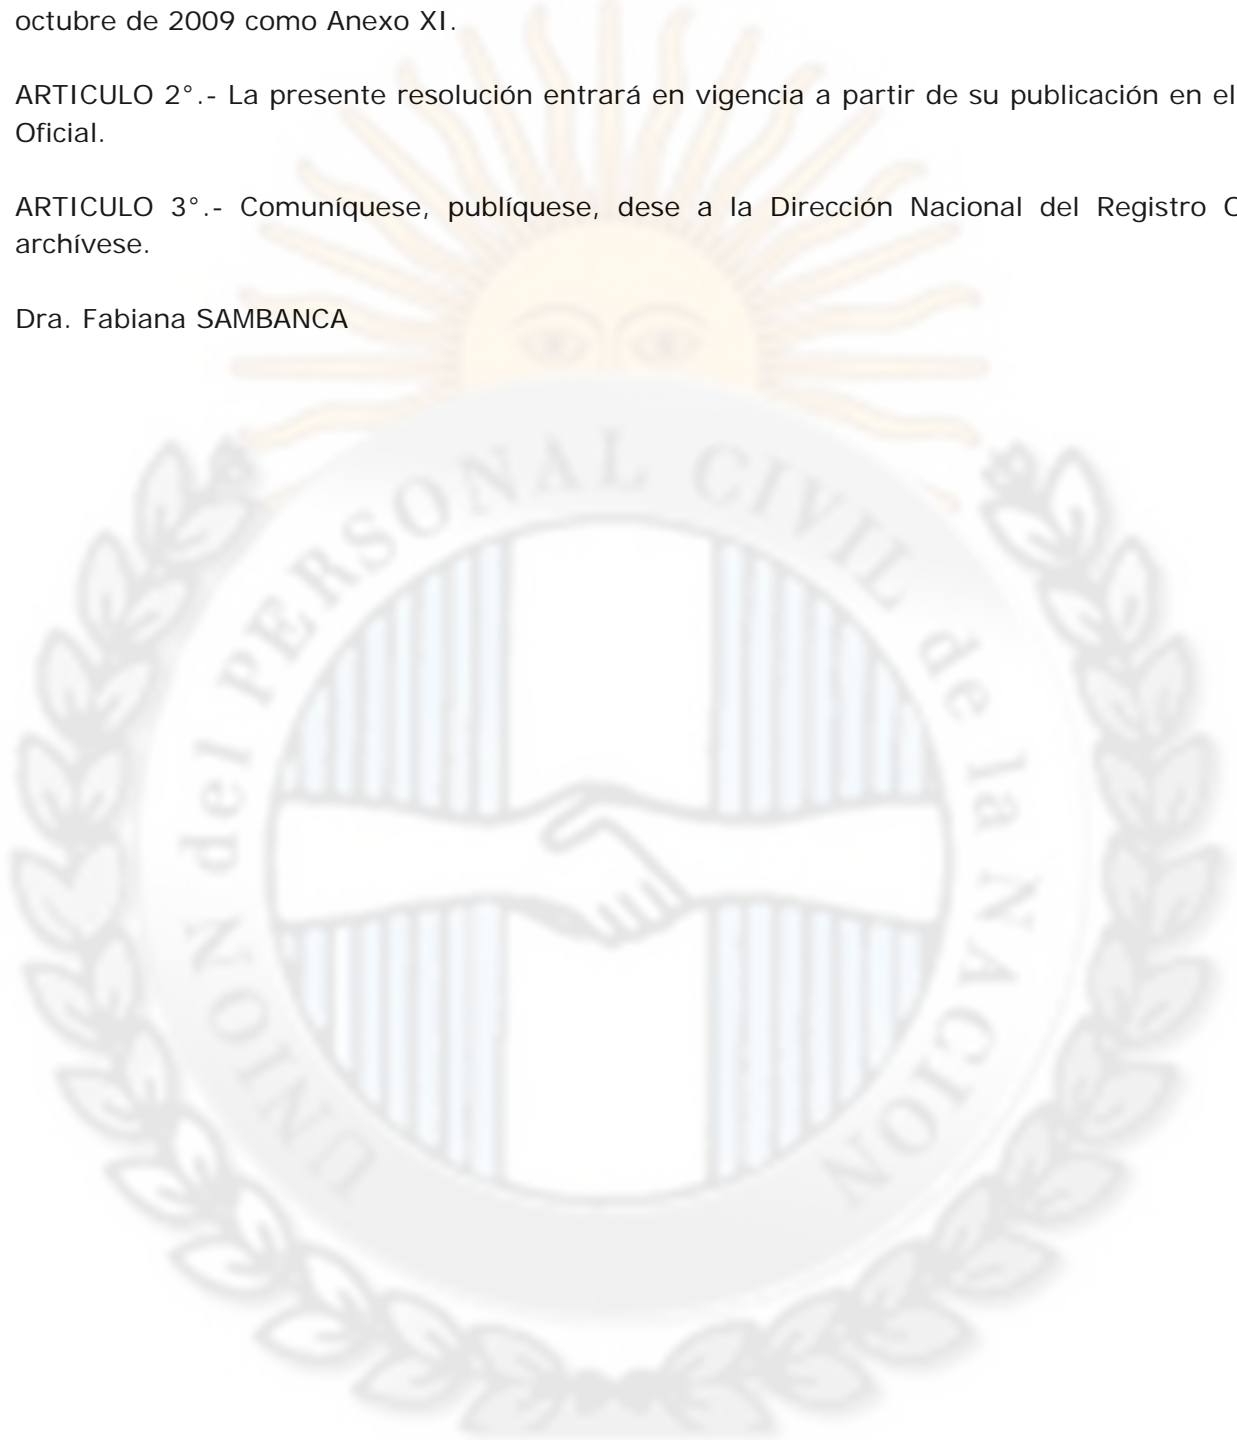 octubre de 2009 como Anexo XI.
ARTICULO 2°.- La presente resolución entrará en vigencia a partir de su publicación en el
Oficial.
ARTICULO 3°.- Comuníquese, publíquese, dese a la Dirección Nacional del Registro
archívese.
Dra. Fabiana SAMBANCA
UNION del PERSONAL CIVIL de la NACION